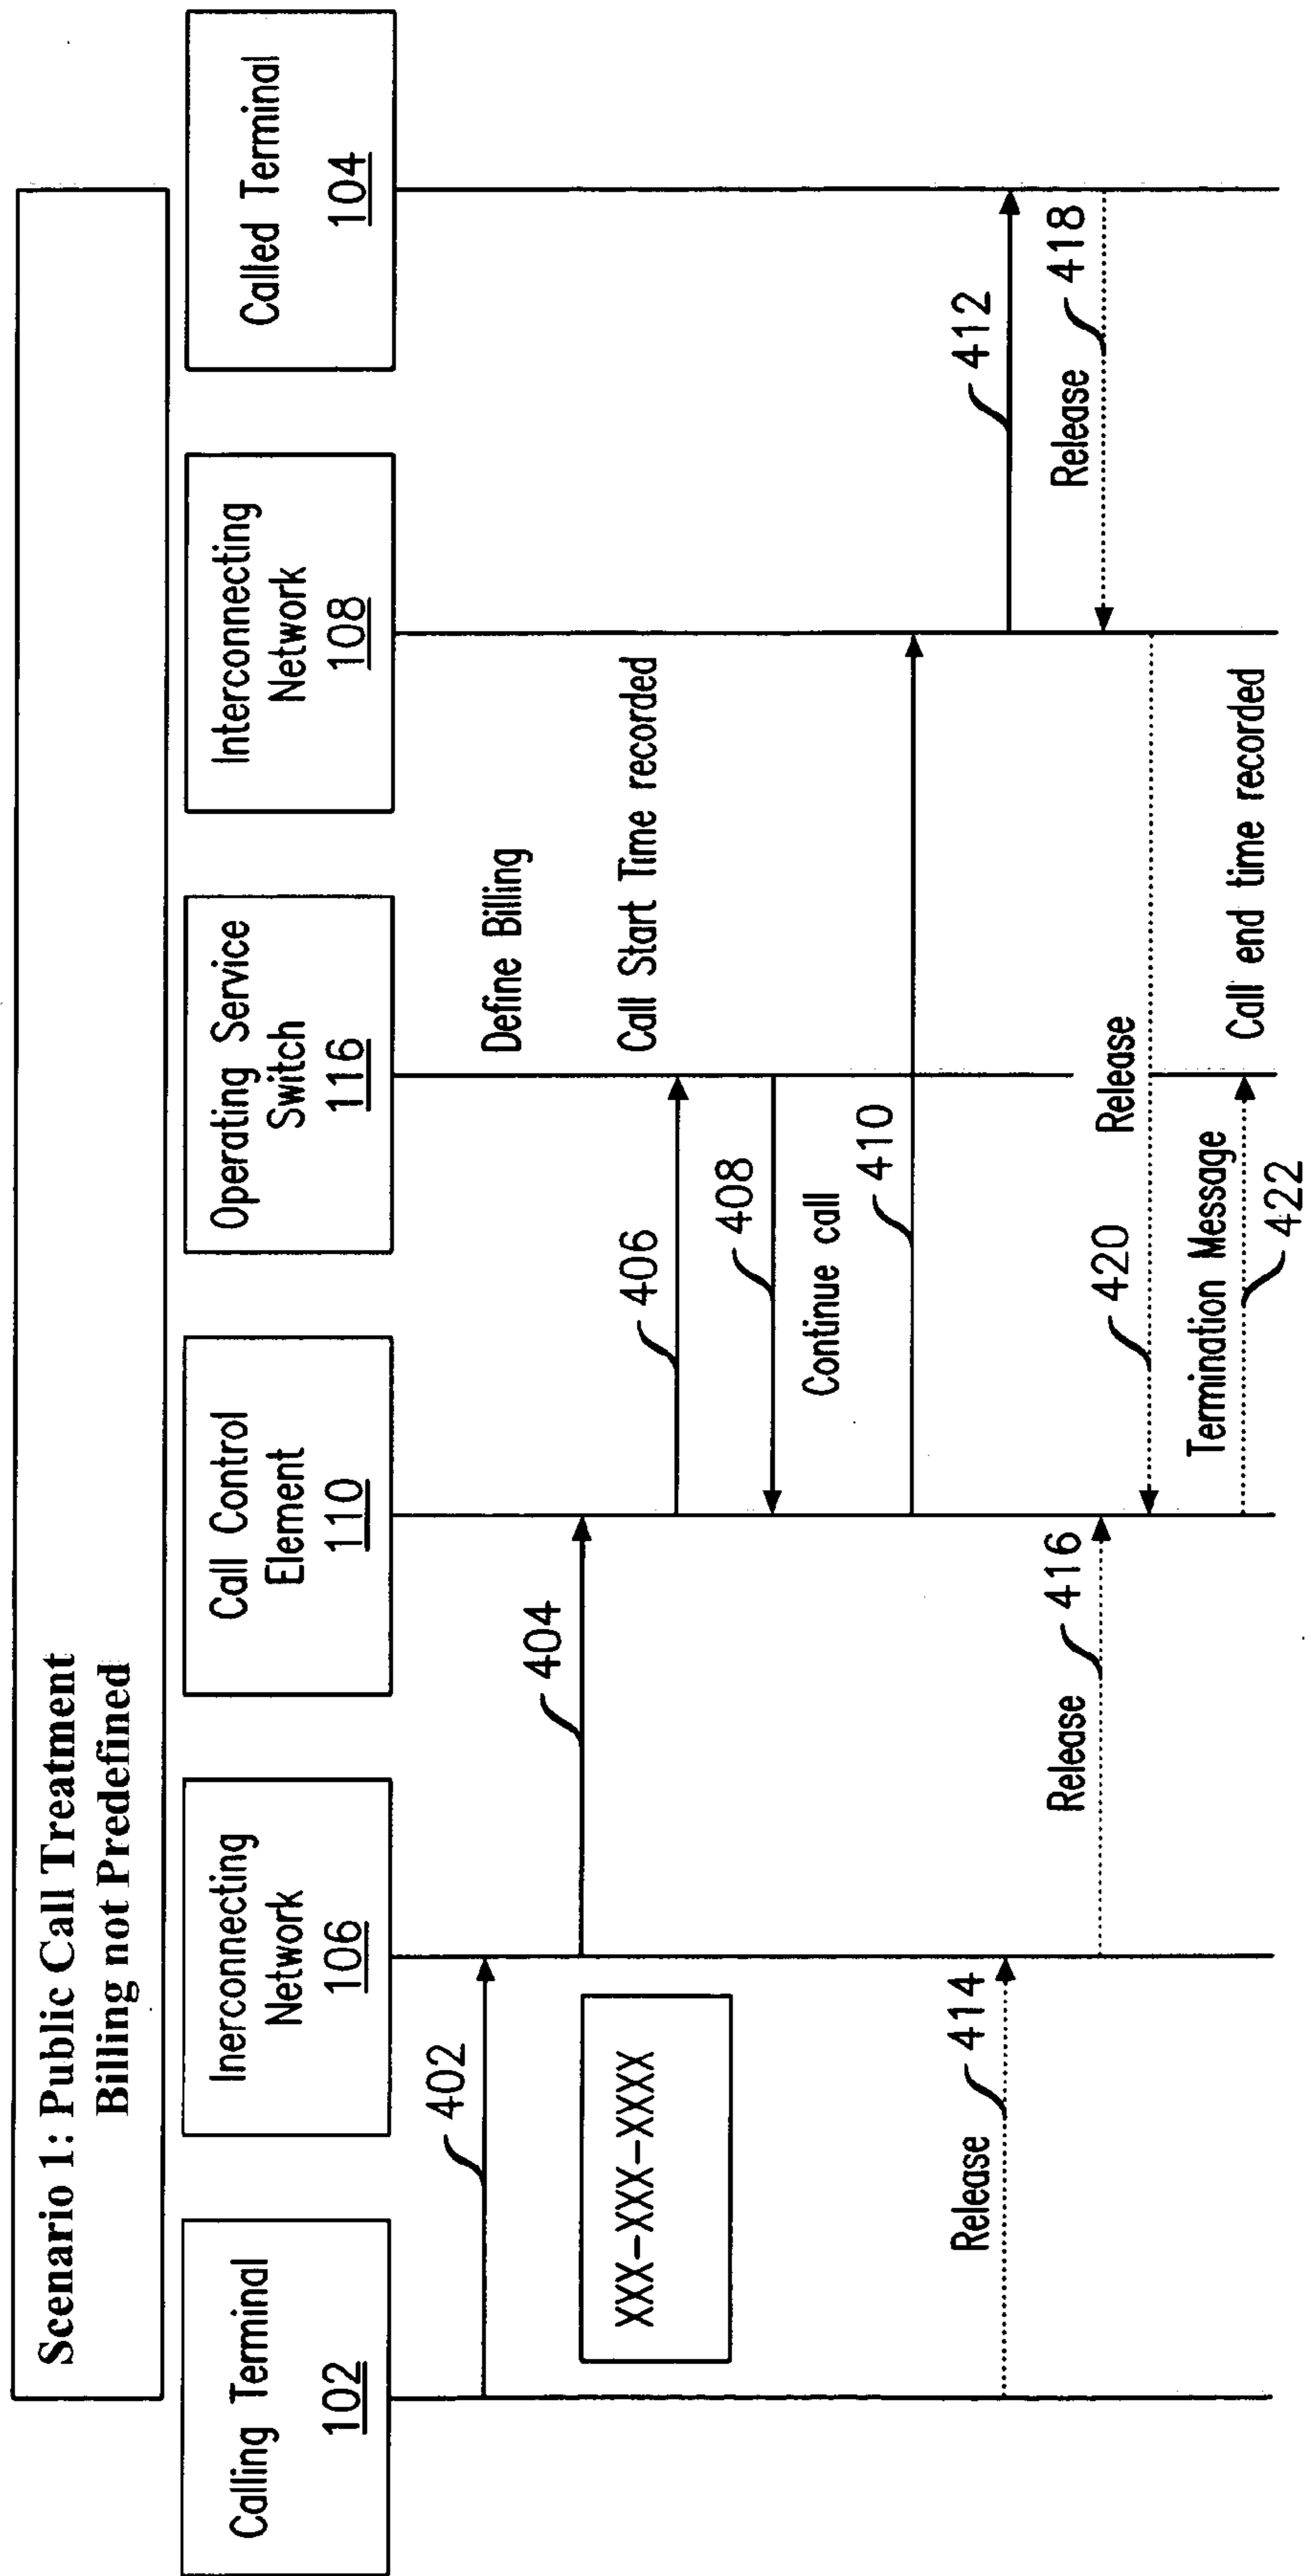 Scenario 1: Public Call Treatment
Billing not Predefined
Calling Terminal
102
Inerconnecting
Network
106
Call Control
Element
110
Operating Service
Switch
116
Interconnecting
Network
108
Called Terminal
104
402
XXX-XXX-XXXX
404
Define Billing
406
Call Start Time recorded
408
Continue call
410
412
Release
414
Release
416
Release
418
420
Release
Termination Message
422
Call end time recorded